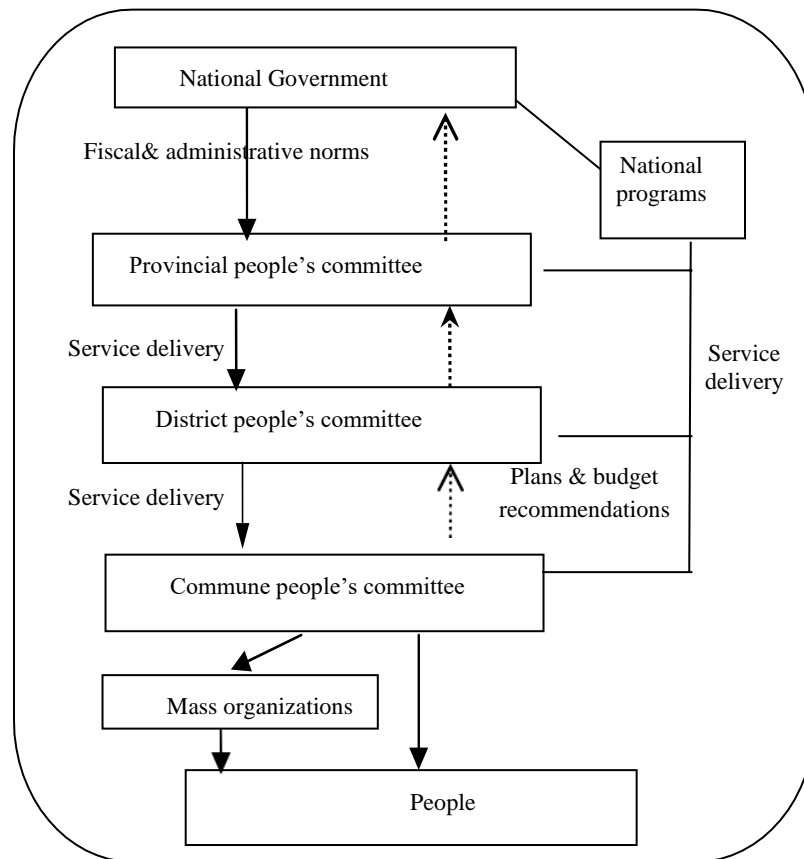 National Government
Fiscal& administrative norms
National
programs
Provincial people’s committee
Service delivery
Service
delivery
District people’s committee
Service delivery
Plans & budget
recommendations
Commune people’s committee
Mass organizations
People